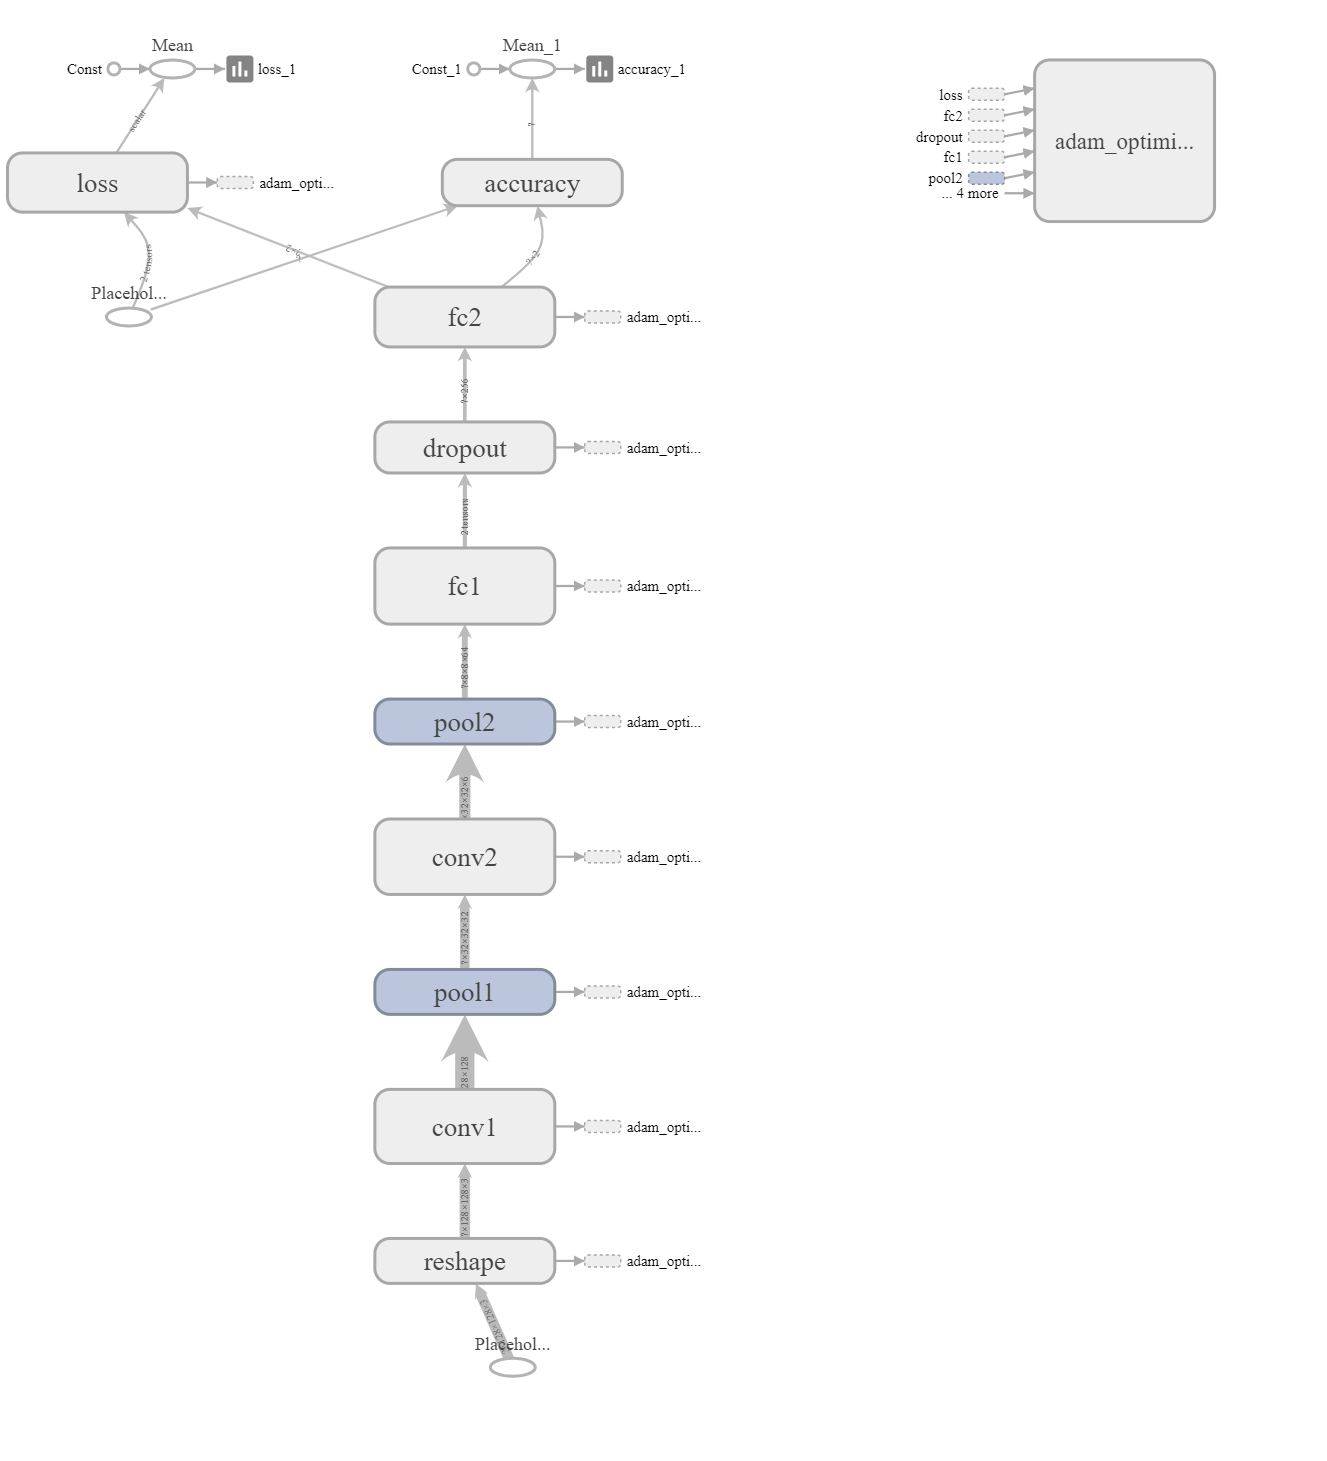 Mean
Const
loss_1
Mean_1
Const_1
accuracy_1
scalar
?
loss
adam_opti...
accuracy
loss
fc2
dropout
fc1
pool2
... 4 more
adam_optimi...
2 tensors
?×2
?×2
Placehol...
fc2
adam_opti...
?×256
dropout
adam_opti...
2 tensors
fc1
adam_opti...
?×8×8×64
pool2
adam_opti...
×32×32×6
conv2
adam_opti...
?×32×32×32
pool1
adam_opti...
28×128
conv1
adam_opti...
?×128×128×3
reshape
adam_opti...
28×128×3
Placehol...